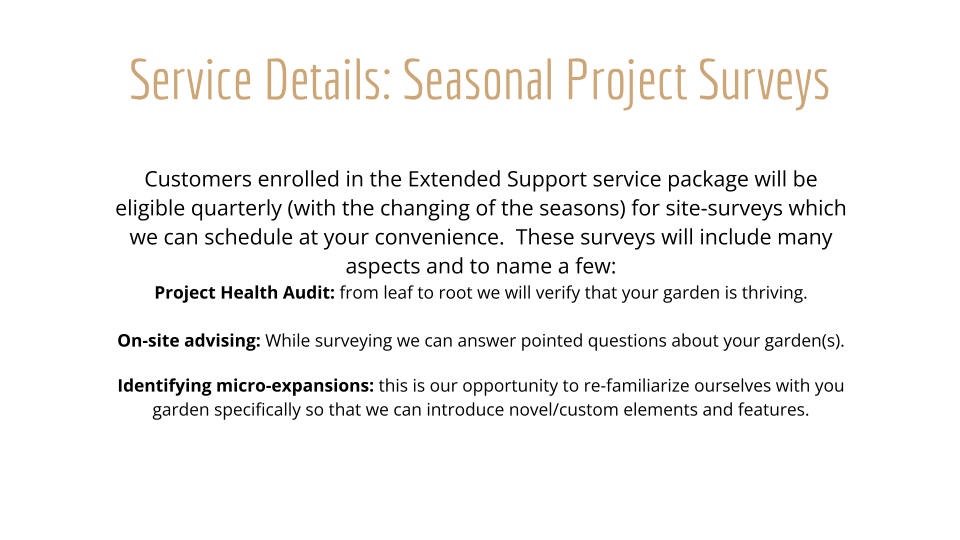 Service Details: Seasonal Project Surveys
Customers enrolled in the Extended Support service package will be
eligible quarterly (with the changing of the seasons) for site-surveys which
we can schedule at your convenience.  These surveys will include many
aspects and to name a few:
Project Health Audit: from leaf to root we will verify that your garden is thriving.
On-site advising: While surveying we can answer pointed questions about your garden(s).
Identifying micro-expansions: this is our opportunity to re-familiarize ourselves with you
garden specifically so that we can introduce novel/custom elements and features.